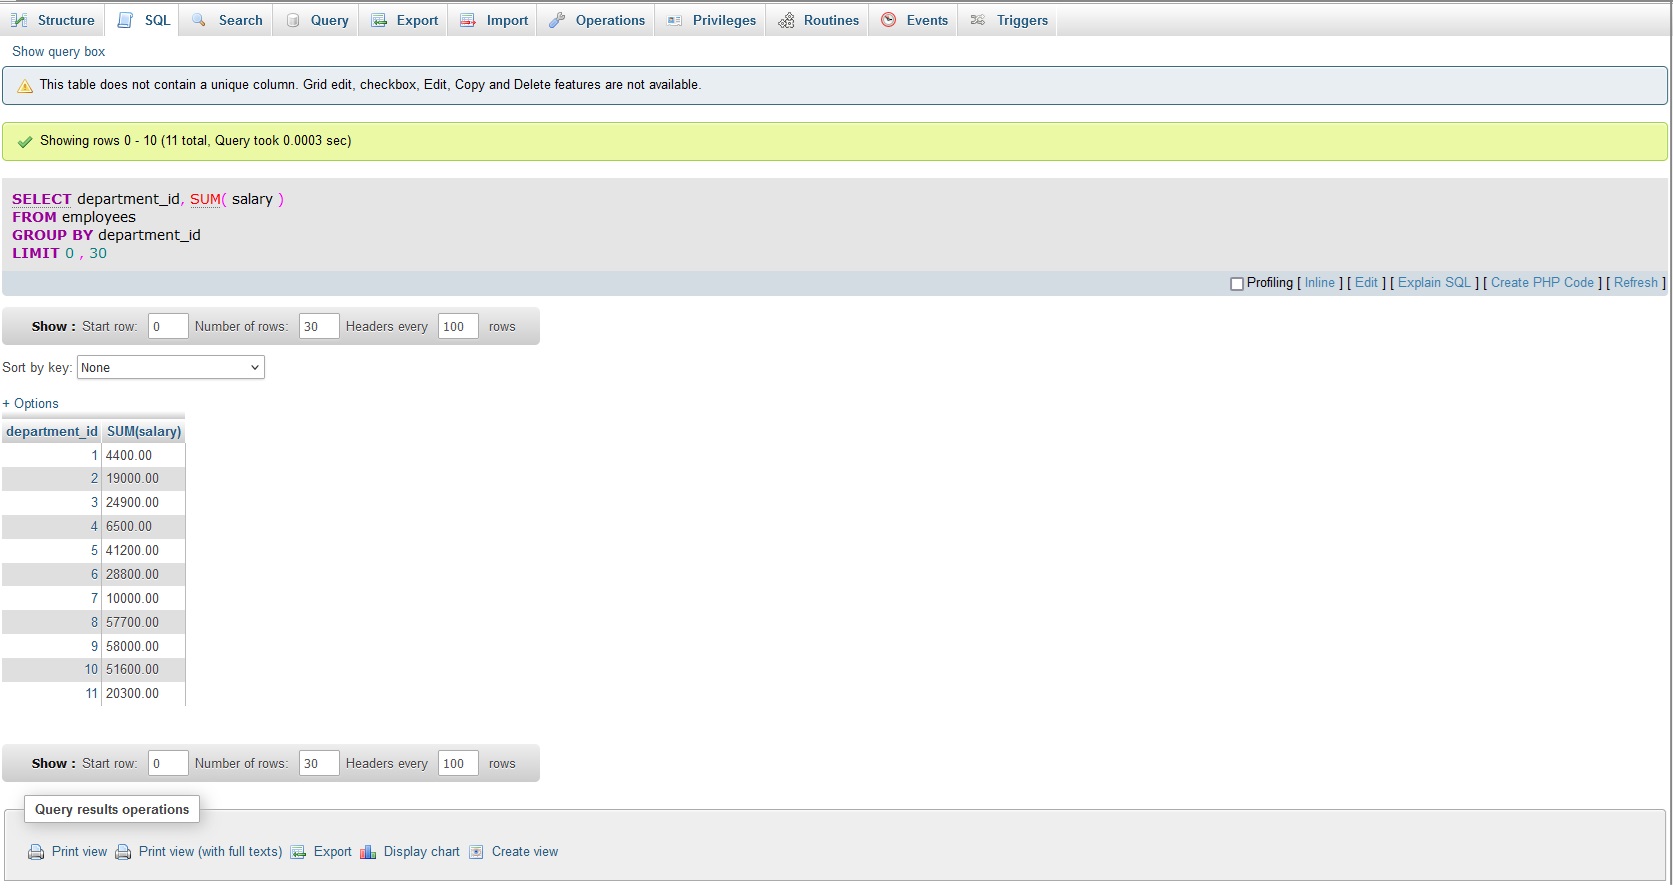 Structure SQL Search Query Export Import Operations Privileges Routines Events Triggers
Show query box
This table does not contain a unique column. Grid edit, checkbox, Edit, Copy and Delete features are not available.
Showing rows 0 - 10 (11 total, Query took 0.0003 sec)
SELECT department_id, SUM( salary )
FROM employees
GROUP BY department_id
LIMIT 0 , 30
Profiling [ Inline ] [ Edit ] [ Explain SQL ] [ Create PHP Code ] [ Refresh ]
Show : Start row: 0 Number of rows: 30 Headers every 100 rows
Sort by key: None
+ Options
department_id SUM(salary)
1 4400.00
2 19000.00
3 24900.00
4 6500.00
5 41200.00
6 28800.00
7 10000.00
8 57700.00
9 58000.00
10 51600.00
11 20300.00
Show : Start row: 0 Number of rows: 30 Headers every 100 rows
Query results operations
Print view Print view (with full texts) Export Display chart Create view